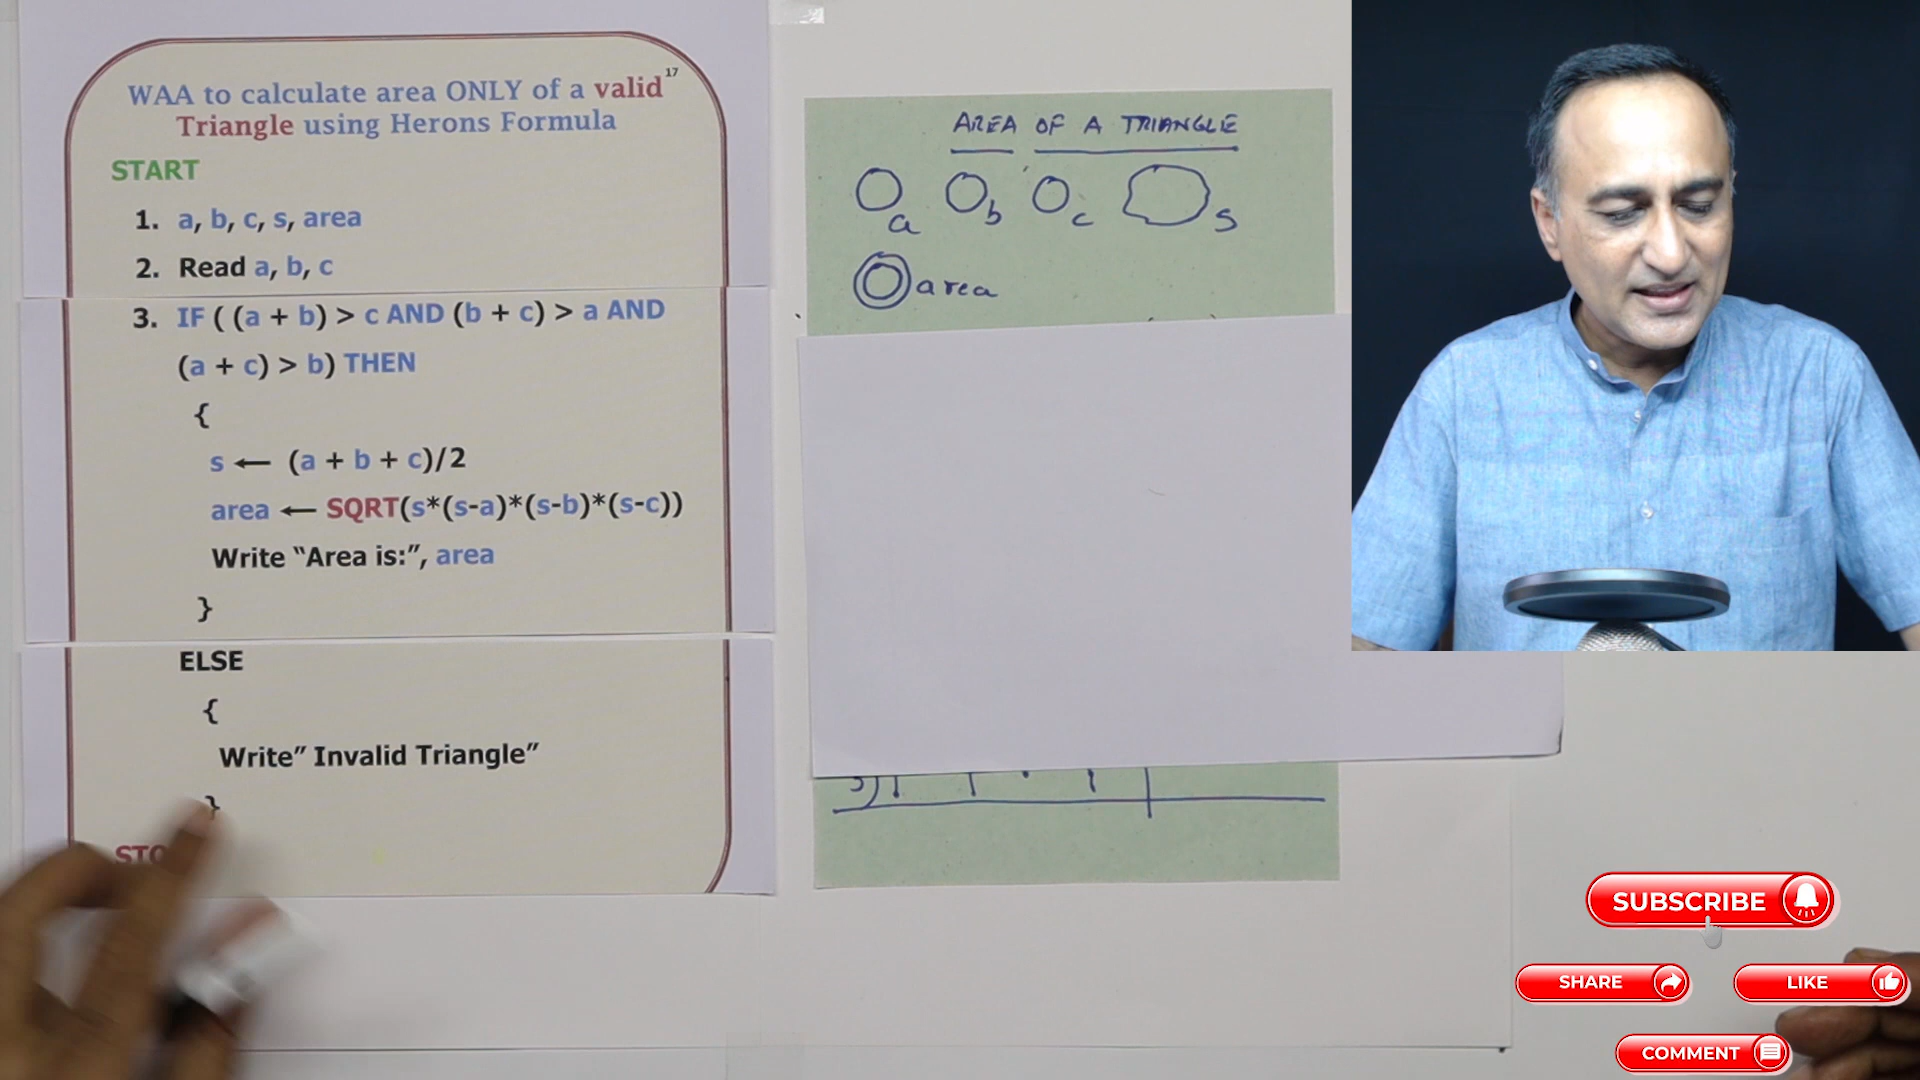 WAA to calculate area ONLY of a valid 17
Triangle using Herons Formula
START
1. a, b, c, s, area
2. Read a, b, c
3. IF ( (a + b) > c AND (b + c) > a AND
(a + c) > b) THEN
{
s ← (a + b + c)/2
area ← SQRT(s*(s-a)*(s-b)*(s-c))
Write “Area is:”, area
}
ELSE
{
Write” Invalid Triangle”
}
AREA OF A TRIANGLE
a b c s
area
SUBSCRIBE
SHARE
LIKE
COMMENT